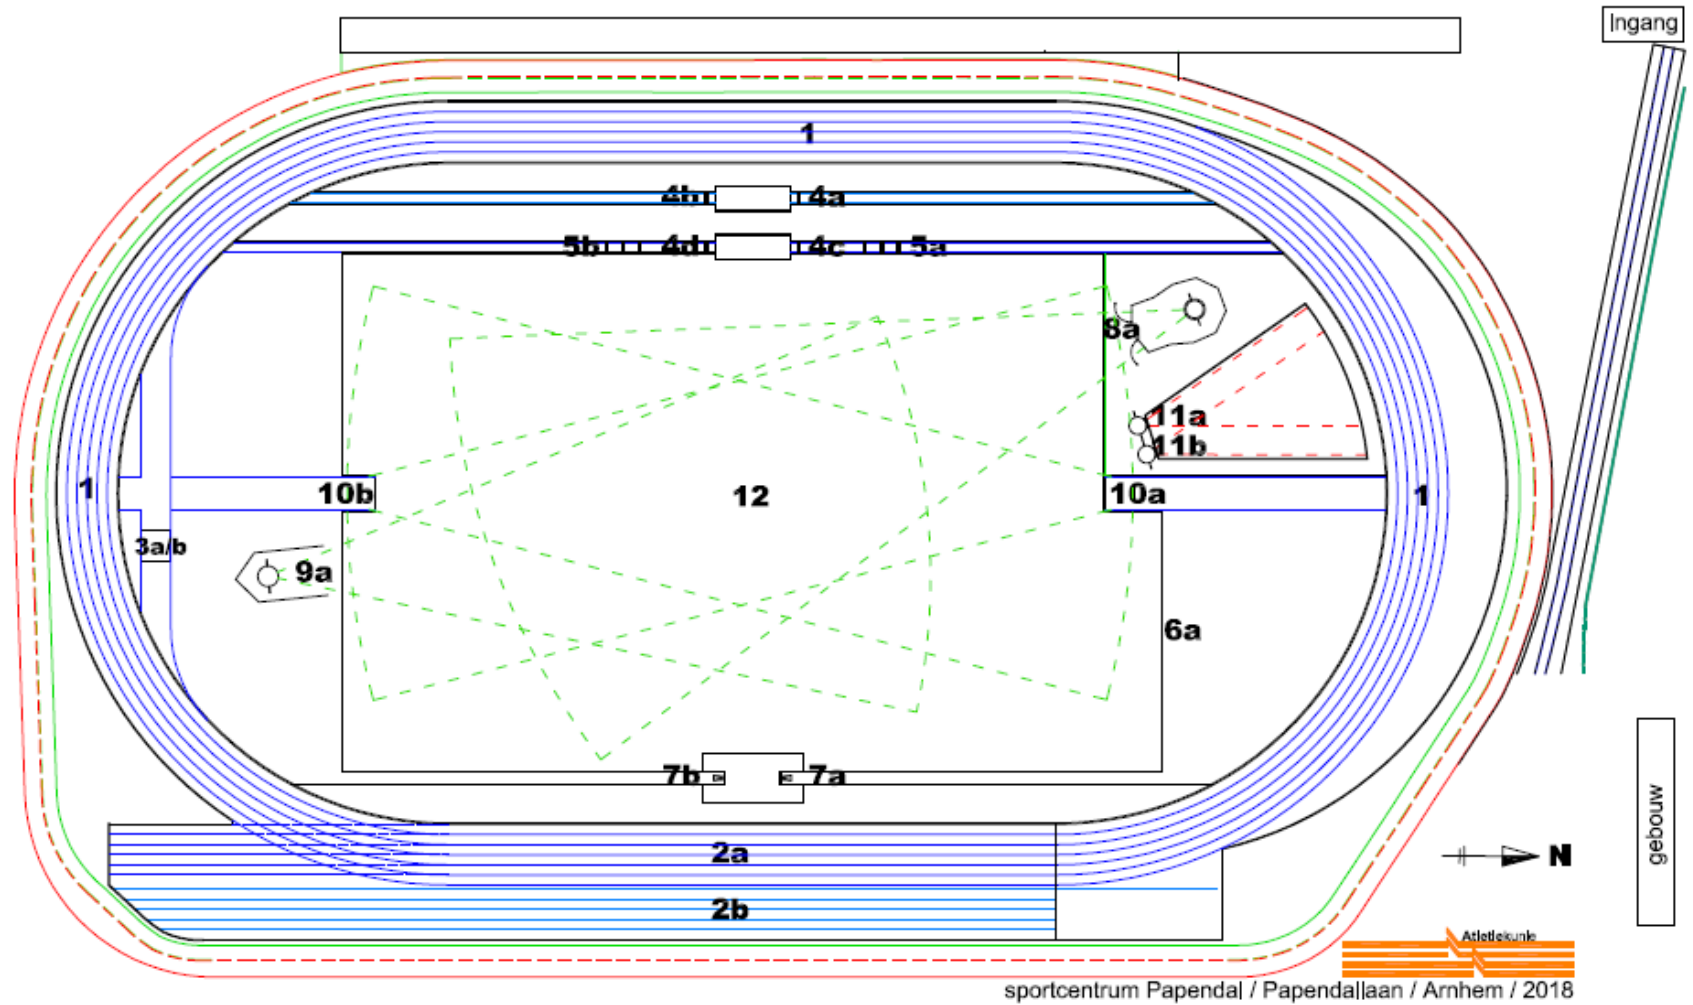 Ingang
1
4b 4a
5b 4d 4c 5a
8a
11a
11b
1 10b 12 10a 1
3a/b
9a
6a
7b 7a
2a
N
gebouw
2b
Atletiekunie
sportcentrum Papendal / Papendallaan / Arnhem / 2018